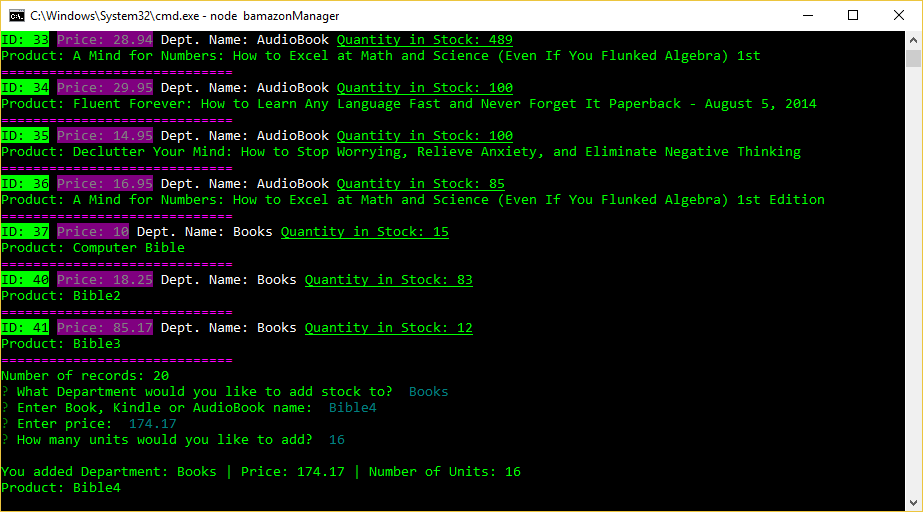 C:\Windows\System32\cmd.exe - node  bamazonManager
ID: 33 Price: 28.94 Dept. Name: AudioBook Quantity in Stock: 489
Product: A Mind for Numbers: How to Excel at Math and Science (Even If You Flunked Algebra) 1st
=============================
ID: 34 Price: 29.95 Dept. Name: AudioBook Quantity in Stock: 100
Product: Fluent Forever: How to Learn Any Language Fast and Never Forget It Paperback - August 5, 2014
=============================
ID: 35 Price: 14.95 Dept. Name: AudioBook Quantity in Stock: 100
Product: Declutter Your Mind: How to Stop Worrying, Relieve Anxiety, and Eliminate Negative Thinking
=============================
ID: 36 Price: 16.95 Dept. Name: AudioBook Quantity in Stock: 85
Product: A Mind for Numbers: How to Excel at Math and Science (Even If You Flunked Algebra) 1st Edition
=============================
ID: 37 Price: 10 Dept. Name: Books Quantity in Stock: 15
Product: Computer Bible
=============================
ID: 40 Price: 18.25 Dept. Name: Books Quantity in Stock: 83
Product: Bible2
=============================
ID: 41 Price: 85.17 Dept. Name: Books Quantity in Stock: 12
Product: Bible3
=============================
Number of records: 20
? What Department would you like to add stock to?  Books
? Enter Book, Kindle or AudioBook name:  Bible4
? Enter price:  174.17
? How many units would you like to add?  16
You added Department: Books | Price: 174.17 | Number of Units: 16
Product: Bible4